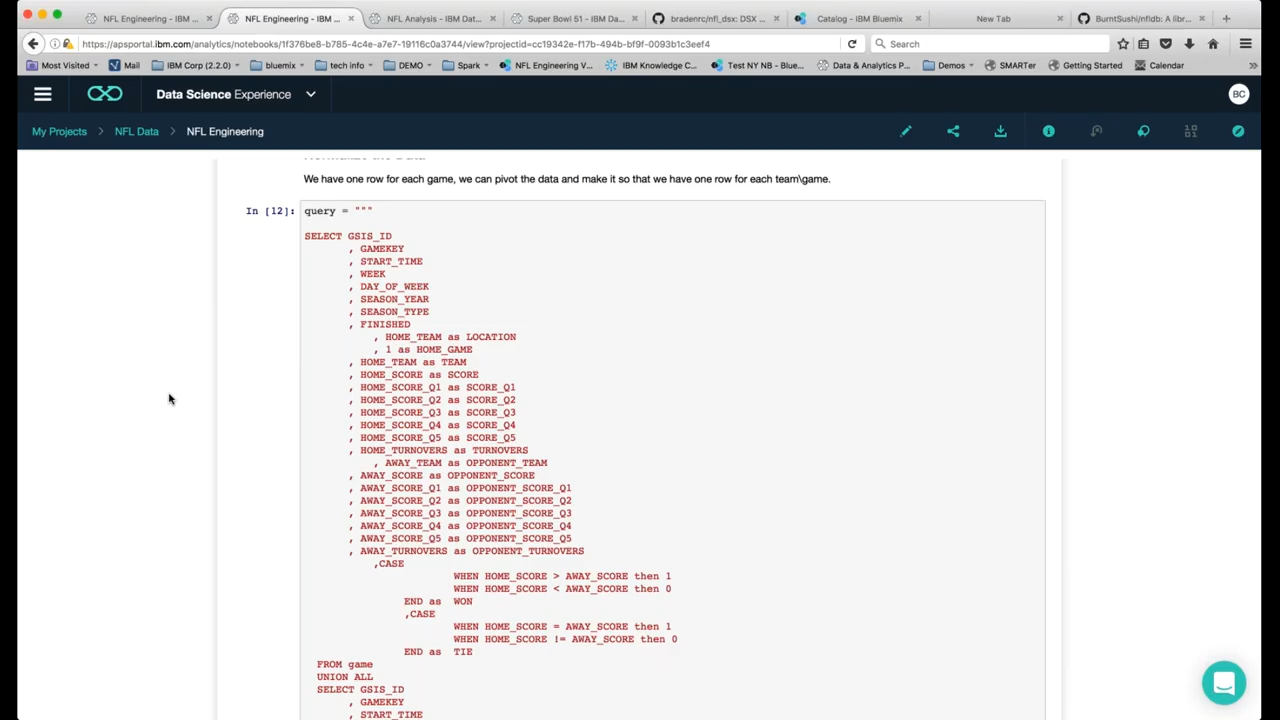 NFL Engineering - IBM ... × NFL Engineering - IBM ... × NFL Analysis - IBM Dat... × Super Bowl 51 - IBM Da... × bradenrc/nfl_dsx: DSX ... × Catalog - IBM Bluemix × New Tab BurntSushi/nfldb: A libr... × +
https://apsportal.ibm.com/analytics/notebooks/1f376be8-b785-4c4e-a7e7-19116c0a3744/view?projectid=cc19342e-f17b-494b-bf9f-0093b1c3eef4 Search
Most Visited Mail IBM Corp (2.2.0) bluemix tech info DEMO Spark NFL Engineering V... IBM Knowledge C... Test NY NB - Blue... Data & Analytics P... Demos SMARTer Getting Started Calendar »
Data Science Experience BC
My Projects > NFL Data > NFL Engineering
Normalize the Data
We have one row for each game, we can pivot the data and make it so that we have one row for each team\game.
In [12]: query = """
SELECT GSIS_ID
, GAMEKEY
, START_TIME
, WEEK
, DAY_OF_WEEK
, SEASON_YEAR
, SEASON_TYPE
, FINISHED
, HOME_TEAM as LOCATION
, 1 as HOME_GAME
, HOME_TEAM as TEAM
, HOME_SCORE as SCORE
, HOME_SCORE_Q1 as SCORE_Q1
, HOME_SCORE_Q2 as SCORE_Q2
, HOME_SCORE_Q3 as SCORE_Q3
, HOME_SCORE_Q4 as SCORE_Q4
, HOME_SCORE_Q5 as SCORE_Q5
, HOME_TURNOVERS as TURNOVERS
, AWAY_TEAM as OPPONENT_TEAM
, AWAY_SCORE as OPPONENT_SCORE
, AWAY_SCORE_Q1 as OPPONENT_SCORE_Q1
, AWAY_SCORE_Q2 as OPPONENT_SCORE_Q2
, AWAY_SCORE_Q3 as OPPONENT_SCORE_Q3
, AWAY_SCORE_Q4 as OPPONENT_SCORE_Q4
, AWAY_SCORE_Q5 as OPPONENT_SCORE_Q5
, AWAY_TURNOVERS as OPPONENT_TURNOVERS
,CASE
WHEN HOME_SCORE > AWAY_SCORE then 1
WHEN HOME_SCORE < AWAY_SCORE then 0
END as WON
,CASE
WHEN HOME_SCORE = AWAY_SCORE then 1
WHEN HOME_SCORE != AWAY_SCORE then 0
END as TIE
FROM game
UNION ALL
SELECT GSIS_ID
, GAMEKEY
, START_TIME